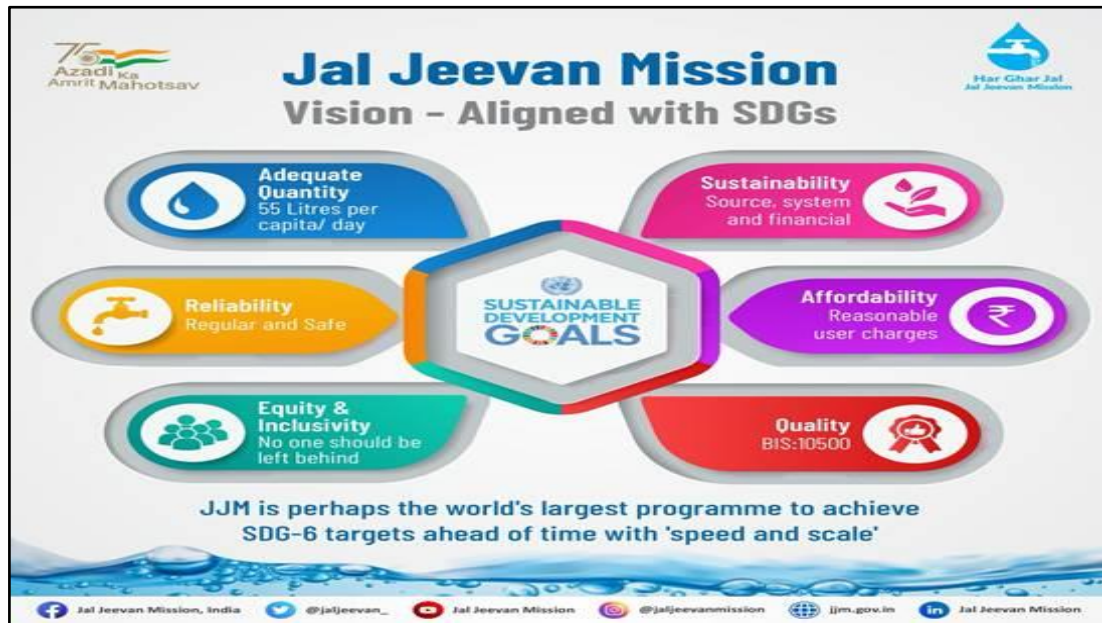 75
Azadi Ka
Amrit Mahotsav
Jal Jeevan Mission
Vision - Aligned with SDGs
Har Ghar Jal
Jal Jeevan Mission
Adequate
Quantity
55 Litres per
capita/ day
Sustainability
Source, system
and financial
Reliability
Regular and Safe
SUSTAINABLE
DEVELOPMENT
GOALS
Affordability
Reasonable
user charges
₹
Equity &
Inclusivity
No one should be
left behind
Quality
BIS:10500
JJM is perhaps the world's largest programme to achieve
SDG-6 targets ahead of time with 'speed and scale'
Jal Jeevan Mission, India @jaljeevan_ Jal Jeevan Mission @jaljeevanmission jjm.gov.in in Jal Jeevan Mission